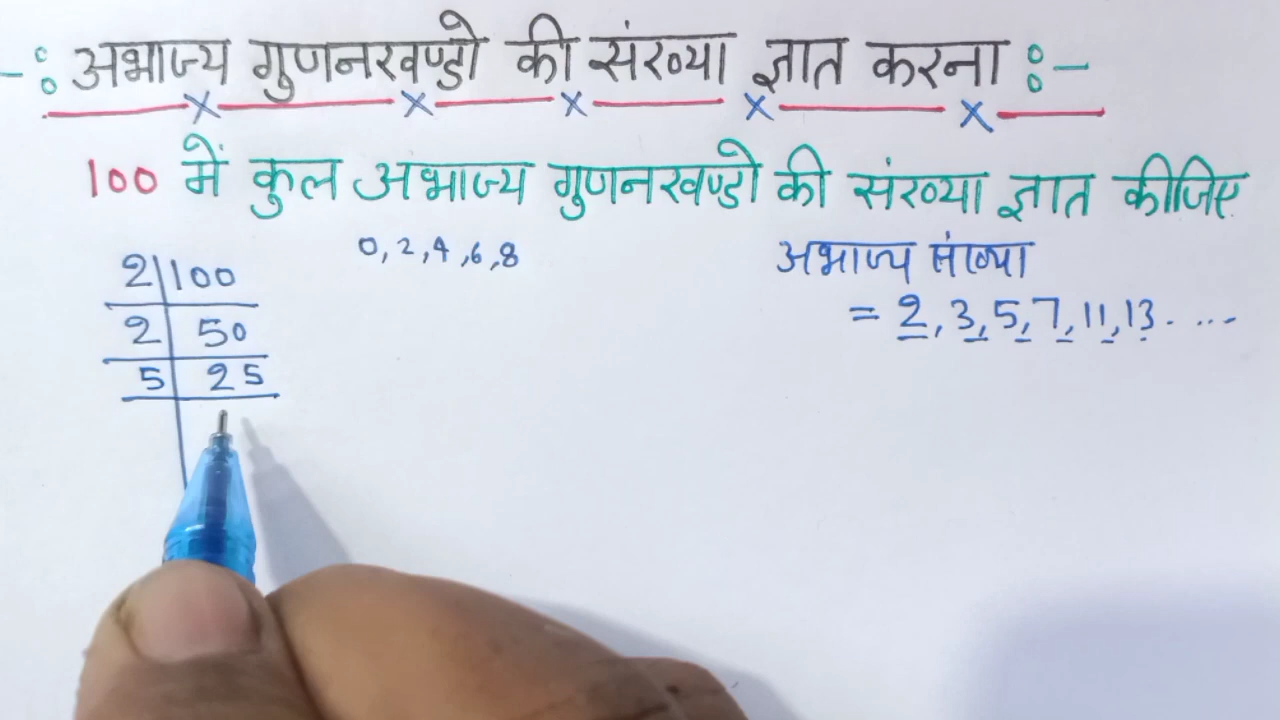 -: अभाज्य गुणनखण्डो की संख्या ज्ञात करना :-
x x x x x
100 में कुल अभाज्य गुणनखण्डो की संख्या ज्ञात कीजिए
0, 2, 4, 6, 8
अभाज्य संख्या
= 2, 3, 5, 7, 11, 13. ...
2|100
2|50
5|25